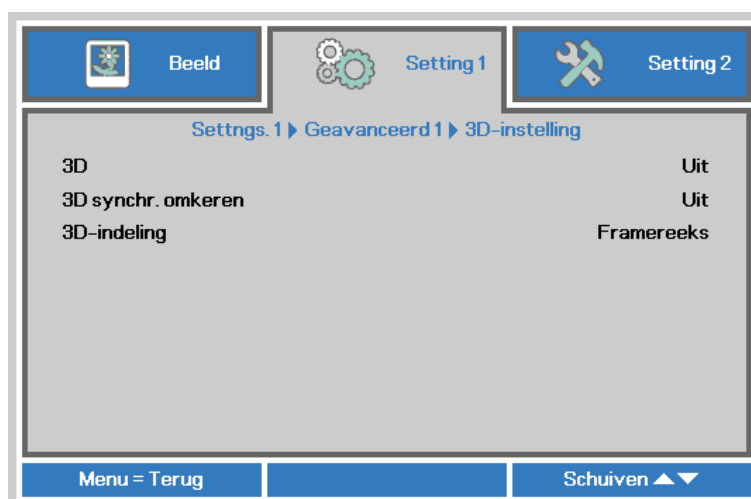 Beeld Setting 1 Setting 2
Settngs. 1 ▶ Geavanceerd 1 ▶ 3D-instelling
3D Uit
3D synchr. omkeren Uit
3D-indeling Framereeks
Menu = Terug Schuiven ▲▼